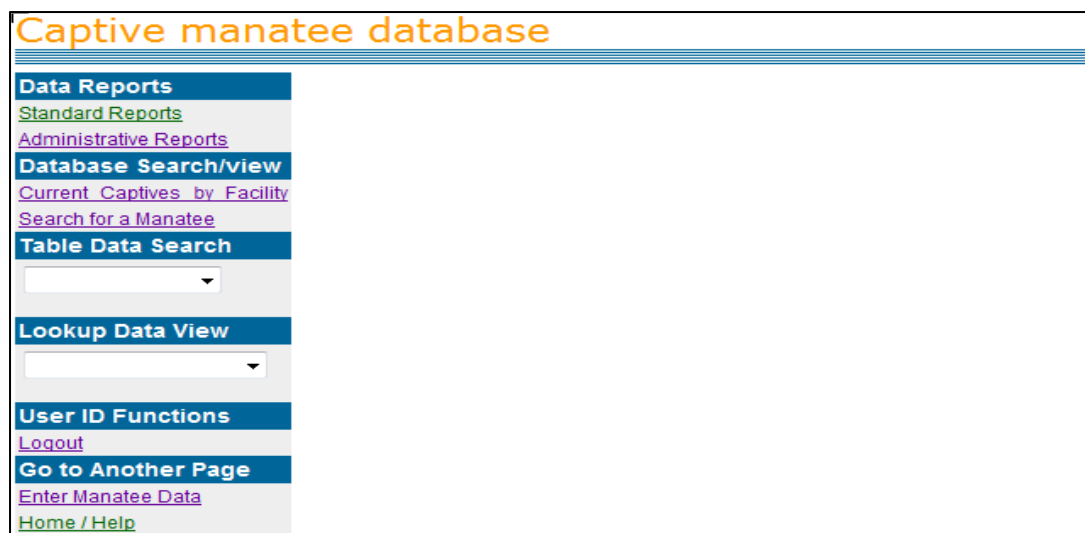 Captive manatee database
Data Reports
Standard Reports
Administrative Reports
Database Search/view
Current Captives by Facility
Search for a Manatee
Table Data Search
Lookup Data View
User ID Functions
Logout
Go to Another Page
Enter Manatee Data
Home / Help